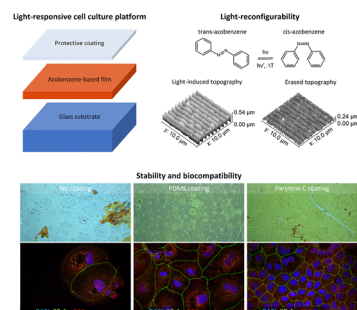 Light-responsive cell culture platform
Protective coating
Azobenzene-based film
Glass substrate
Light-reconfigurability
trans-azobenzene
cis-azobenzene
hν
hν', ΔT
Light-induced topography
Erased topography
0.54 µm
0.00 µm
y: 10.0 µm
x: 10.0 µm
0.24 µm
0.00 µm
y: 10.0 µm
x: 10.0 µm
Stability and biocompatibility
No coating
PDMS coating
Parylene C coating